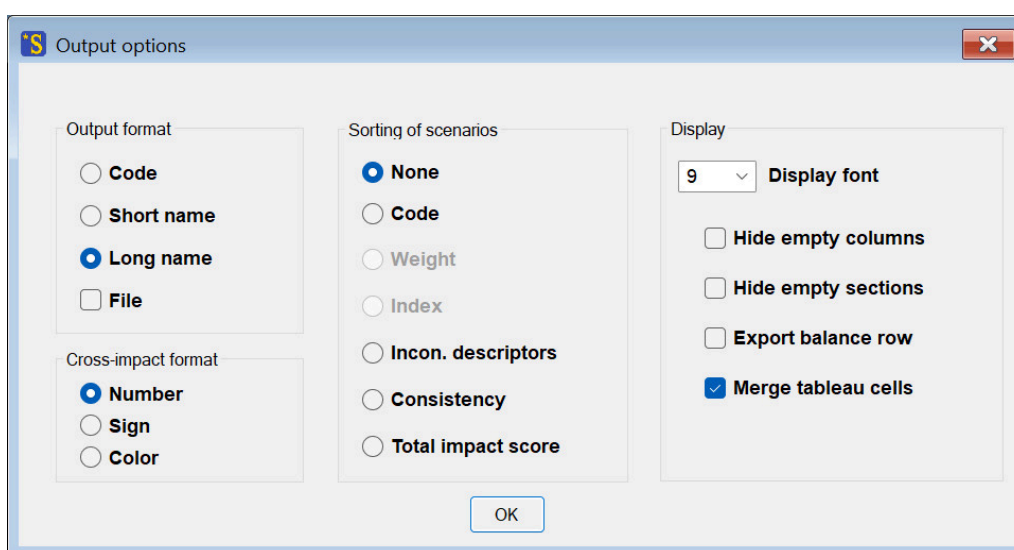 Output options
Output format
Code
Short name
Long name
File
Cross-impact format
Number
Sign
Color
Sorting of scenarios
None
Code
Weight
Index
Incon. descriptors
Consistency
Total impact score
Display
9 Display font
Hide empty columns
Hide empty sections
Export balance row
Merge tableau cells
OK